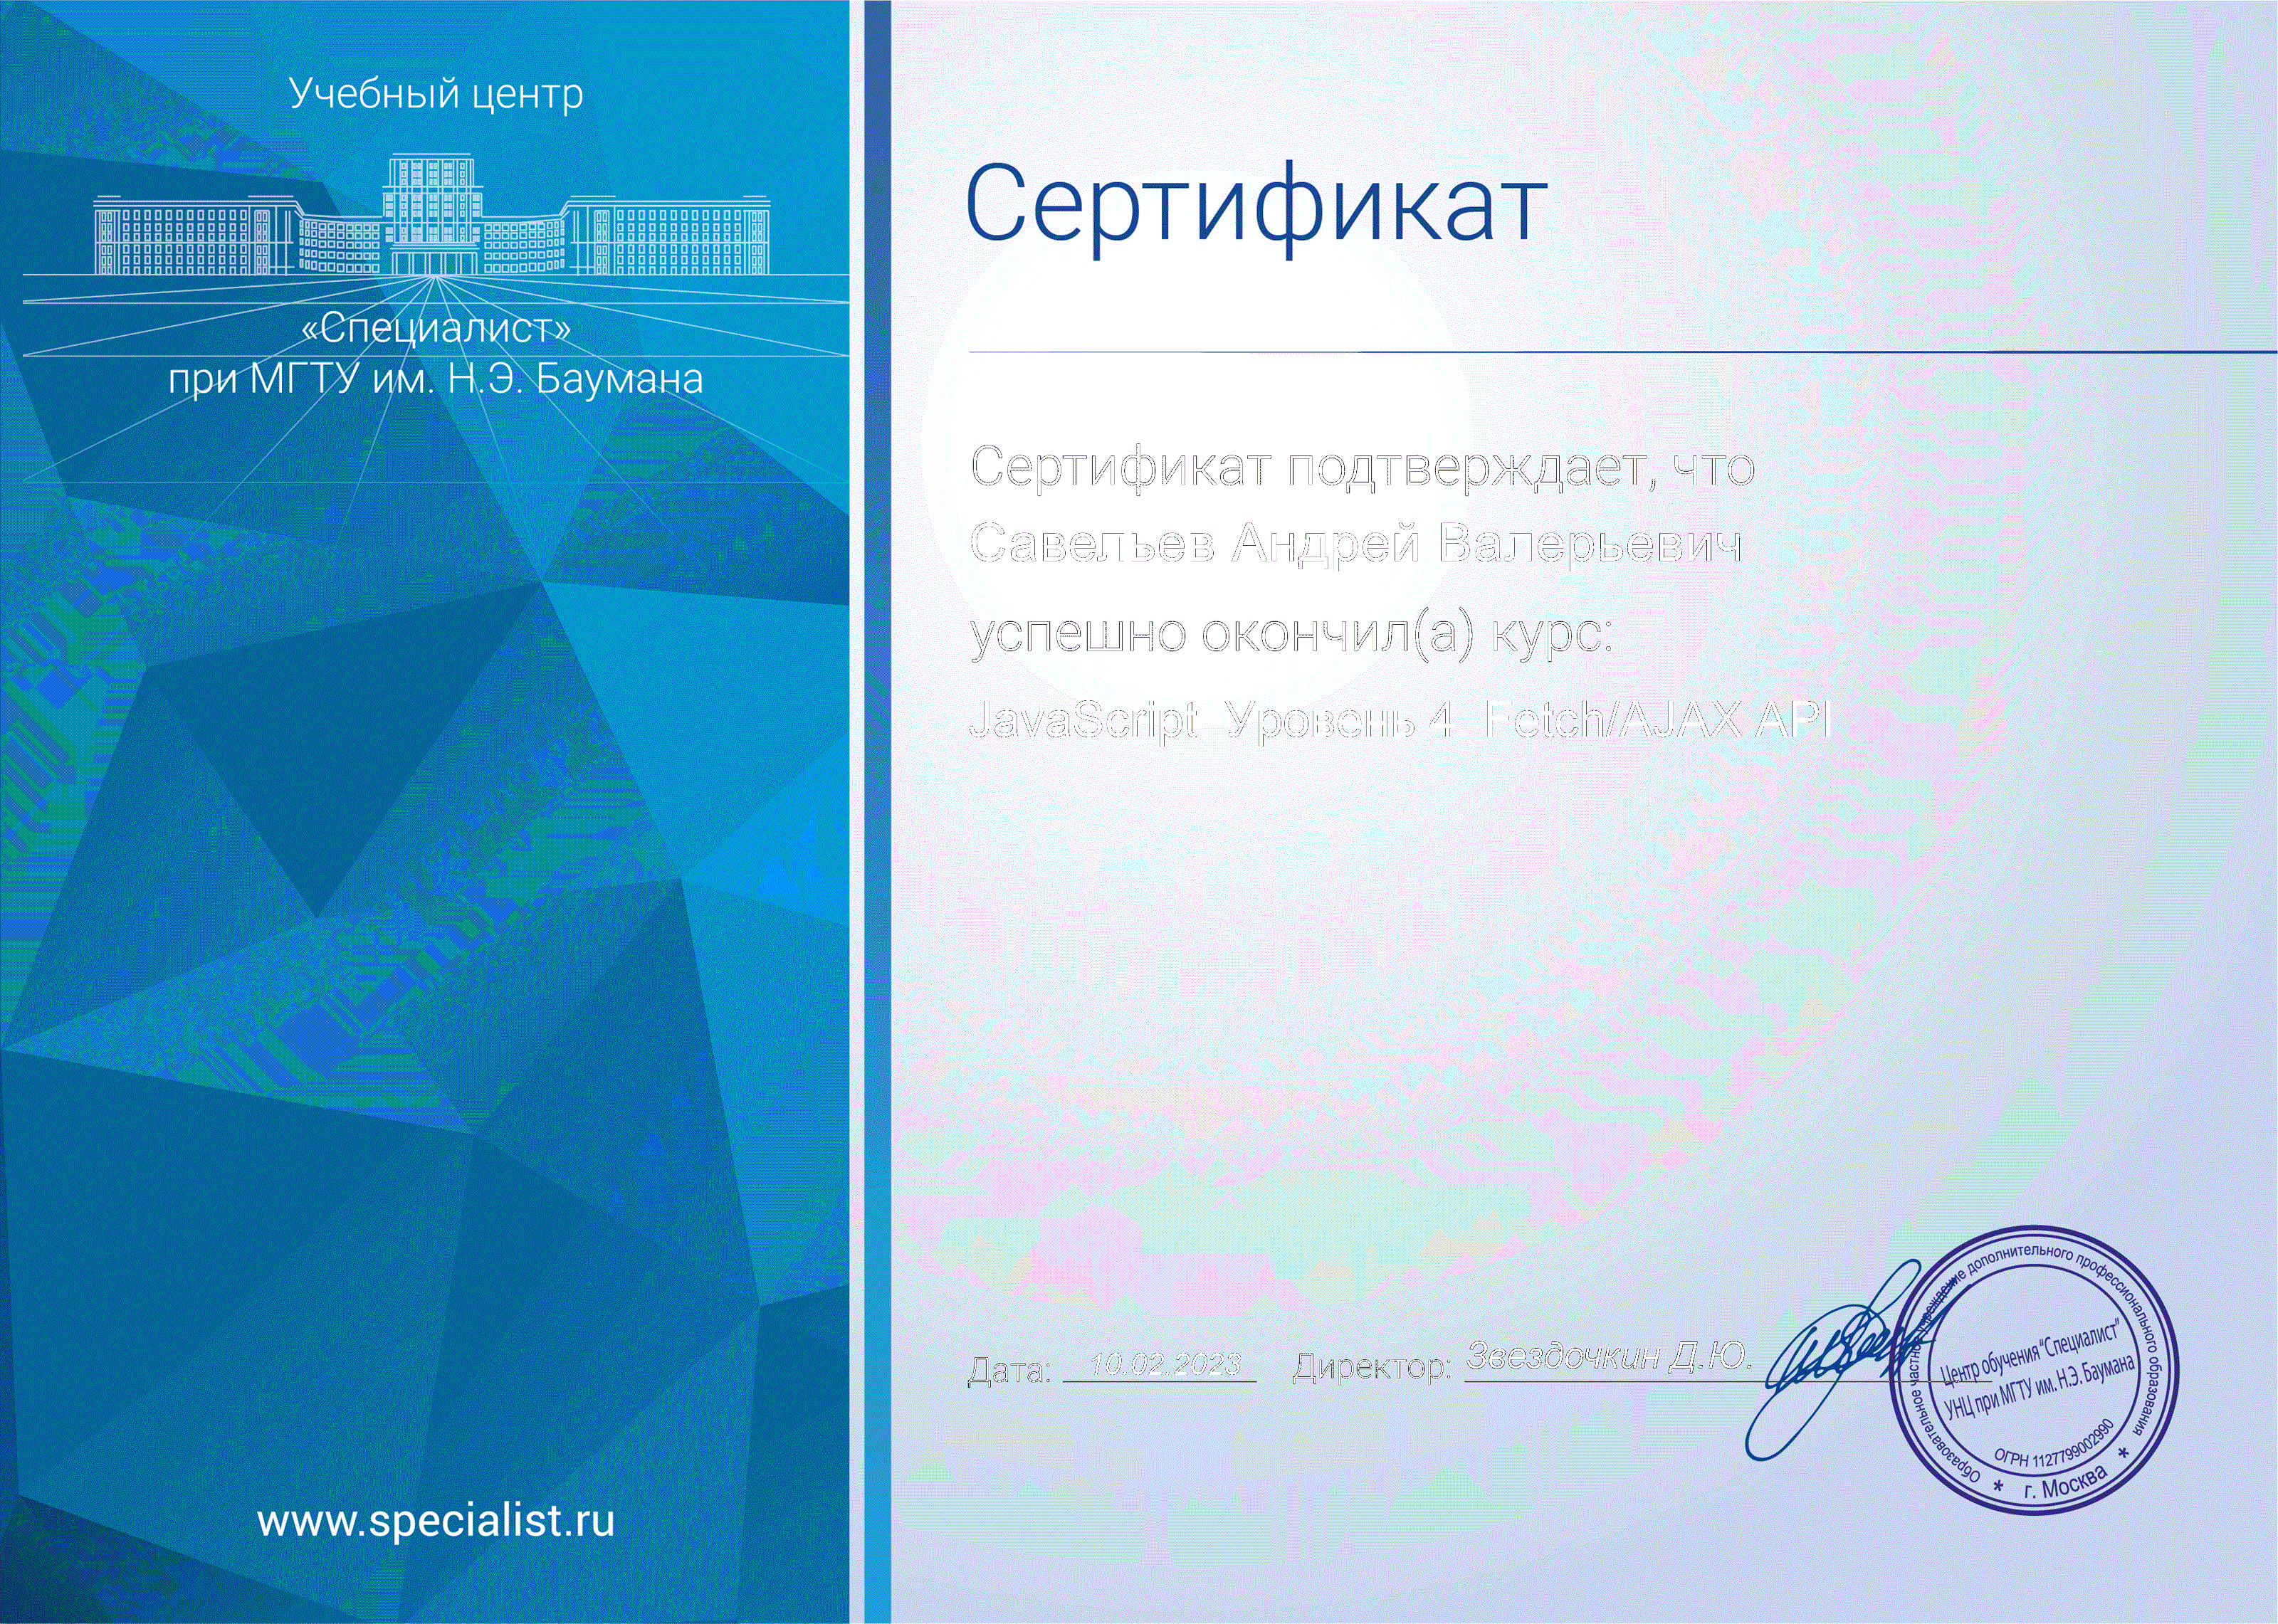 Учебный центр
«Специалист»
при МГТУ им. Н.Э. Баумана
www.specialist.ru
Сертификат
Сертификат подтверждает, что
Савельев Андрей Валерьевич
успешно окончил(а) курс:
JavaScript. Уровень 4. Fetch/AJAX API
Дата: 10.02.2023 Директор: Звездочкин Д.Ю.
Образовательное частное учреждение дополнительного профессионального образования
Центр обучения "Специалист"
УНЦ при МГТУ им. Н.Э. Баумана
ОГРН 1127799002990
* г. Москва *